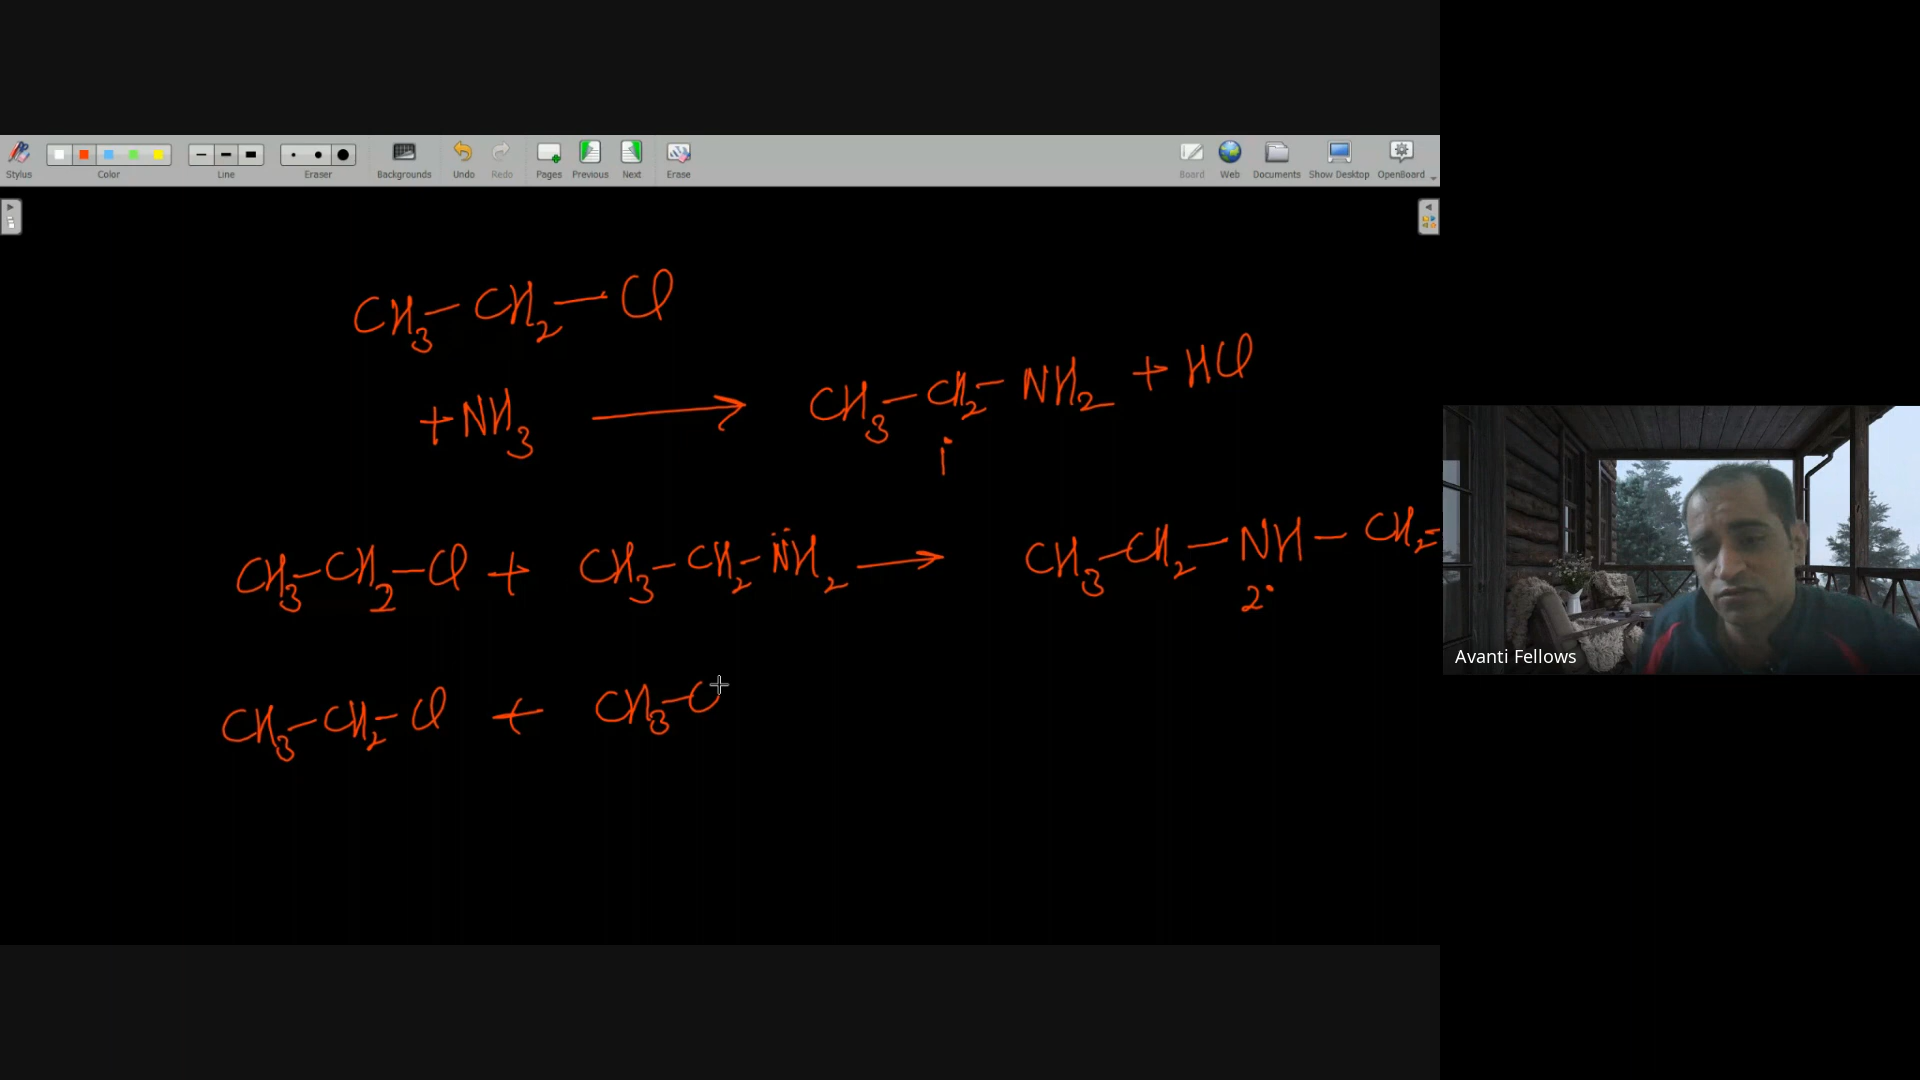 Stylus Color Line Eraser Backgrounds Undo Redo Pages Previous Next Erase Board Web Documents Show Desktop OpenBoard
CH3-CH2-Cl
+NH3 → CH3-CH2-NH2 + HCl
i
CH3-CH2-Cl + CH3-CH2-N̈H2 → CH3-CH2-NH-CH2-
2°
CH3-CH2-Cl + CH3-C
Avanti Fellows